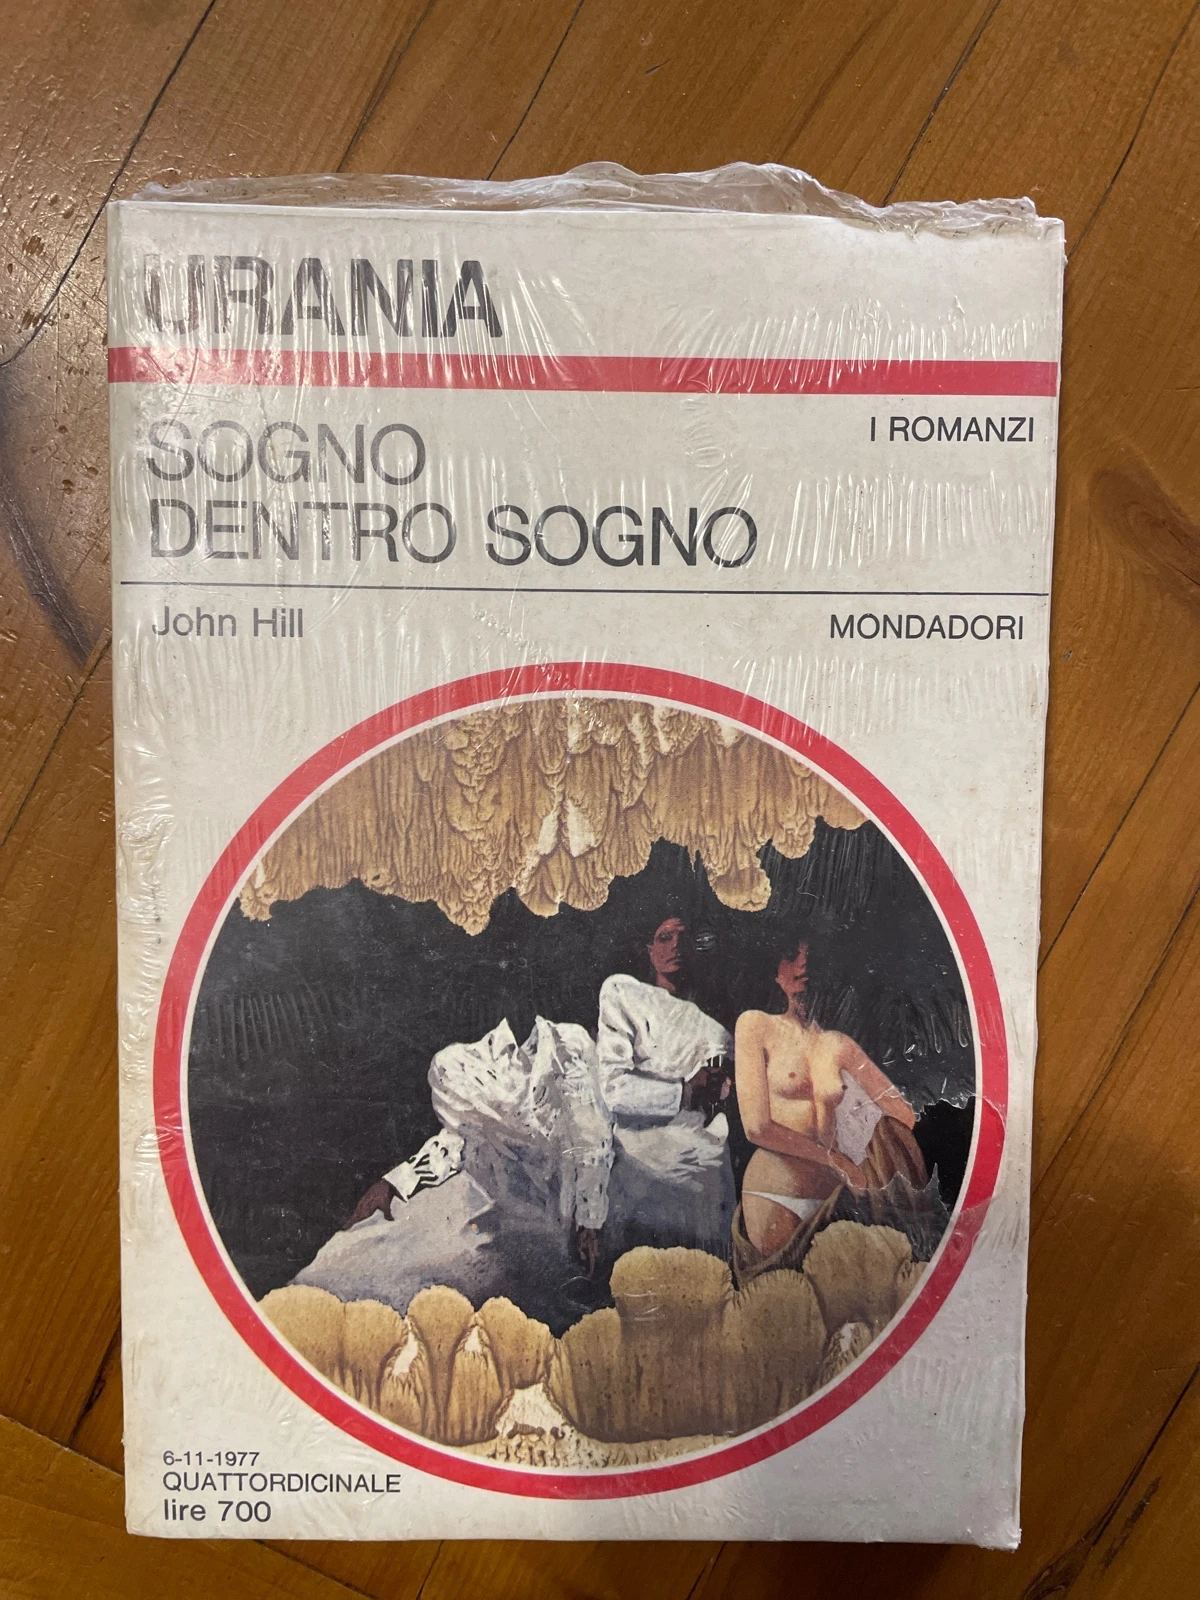 URANIA
I ROMANZI
SOGNO
DENTRO SOGNO
John Hill
MONDADORI
6-11-1977
QUATTORDICINALE
lire 700